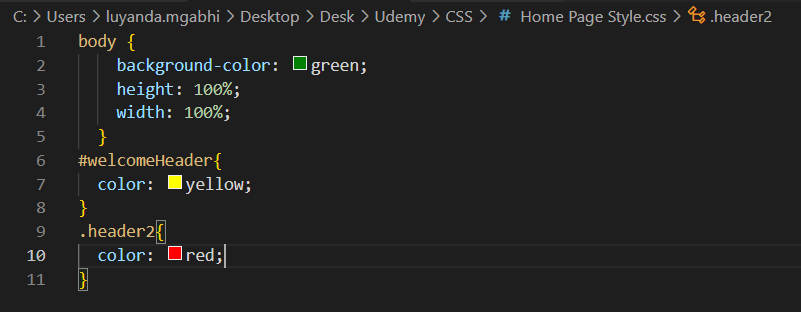 C: > Users > luyanda.mgabhi > Desktop > Desk > Udemy > CSS > # Home Page Style.css > .header2
1 body {
2 background-color: green;
3 height: 100%;
4 width: 100%;
5 }
6 #welcomeHeader{
7 color: yellow;
8 }
9 .header2{
10 color: red;
11 }